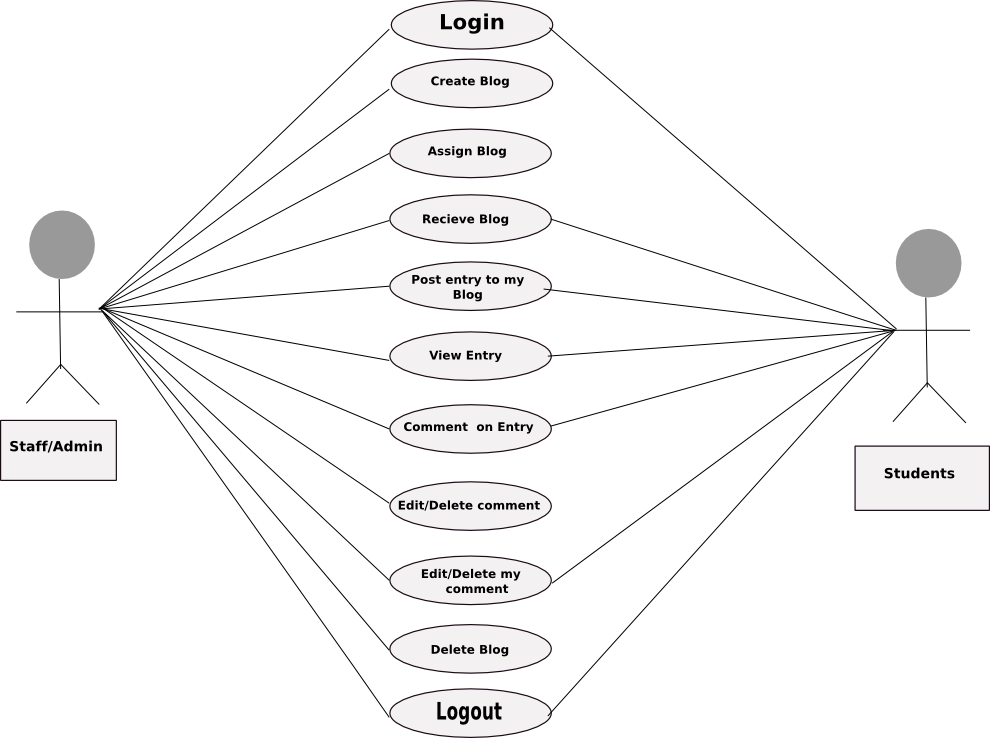 Login
Create Blog
Assign Blog
Recieve Blog
Post entry to my
Blog
View Entry
Comment  on Entry
Edit/Delete comment
Edit/Delete my
comment
Delete Blog
Logout
Staff/Admin
Students